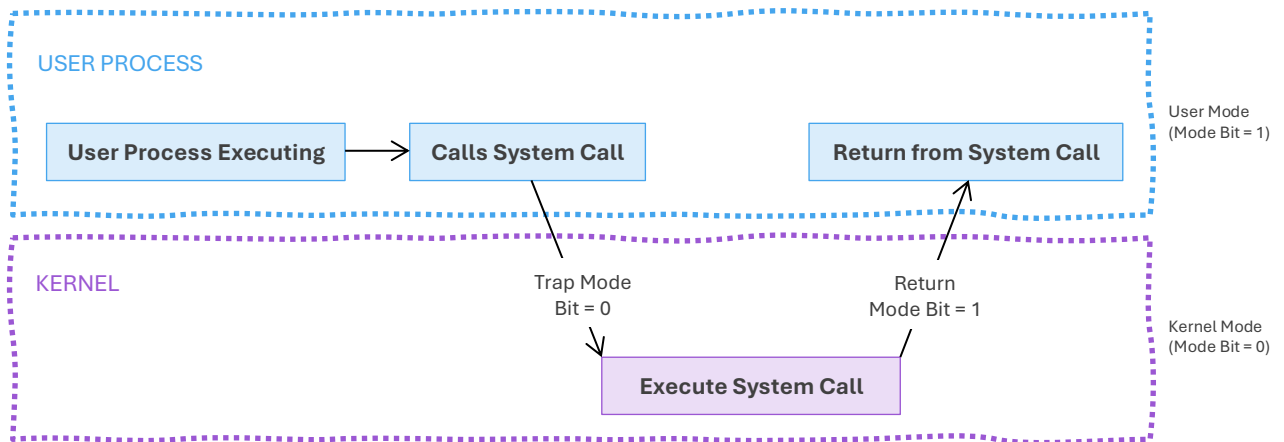 USER PROCESS
User Process Executing
Calls System Call
Return from System Call
User Mode
(Mode Bit = 1)
KERNEL
Trap Mode
Bit = 0
Return
Mode Bit = 1
Kernel Mode
(Mode Bit = 0)
Execute System Call